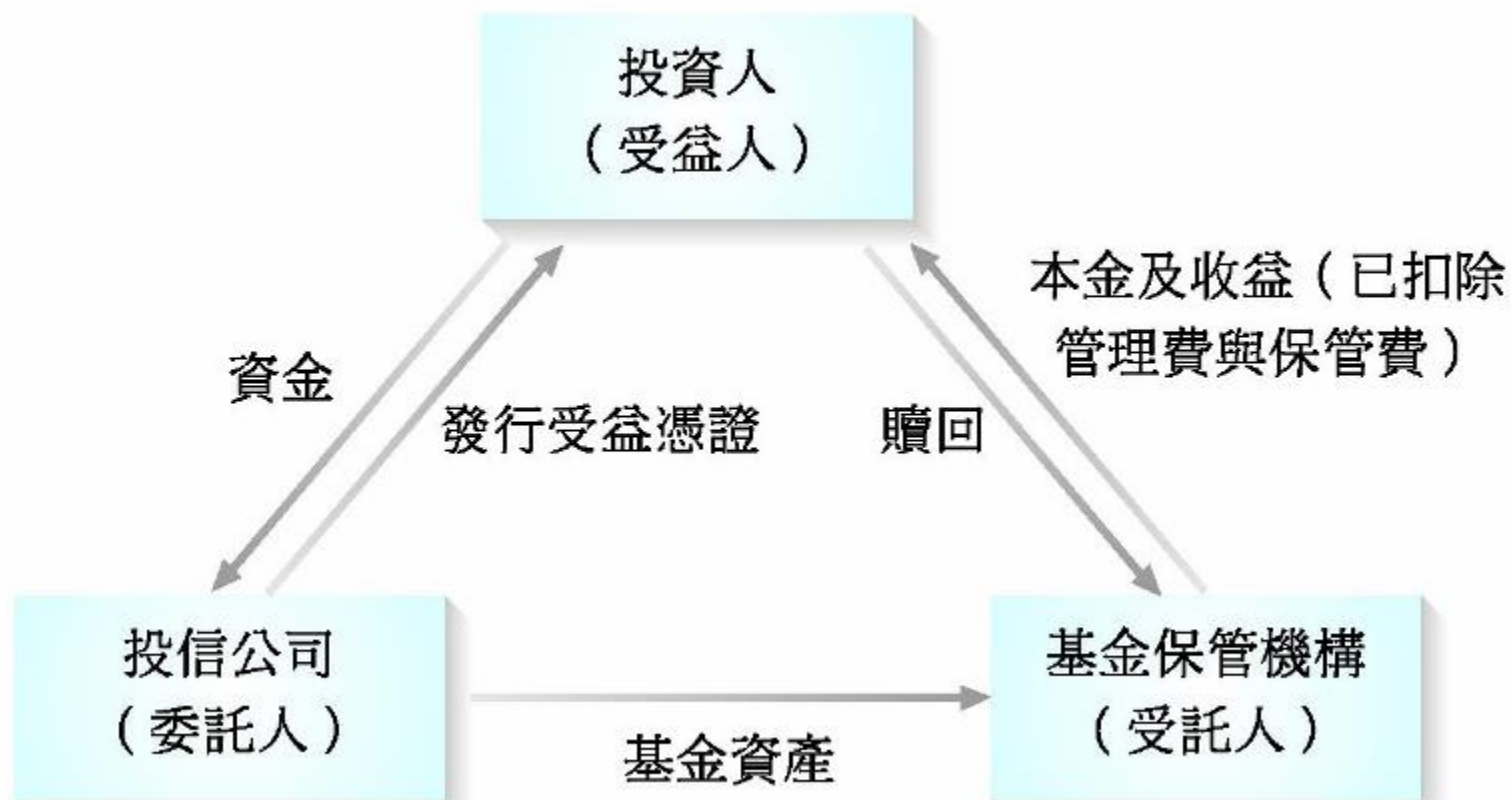 投資人
（受益人）
本金及收益（已扣除
管理費與保管費）
資金
發行受益憑證
贖回
投信公司
（委託人）
基金保管機構
（受託人）
基金資產